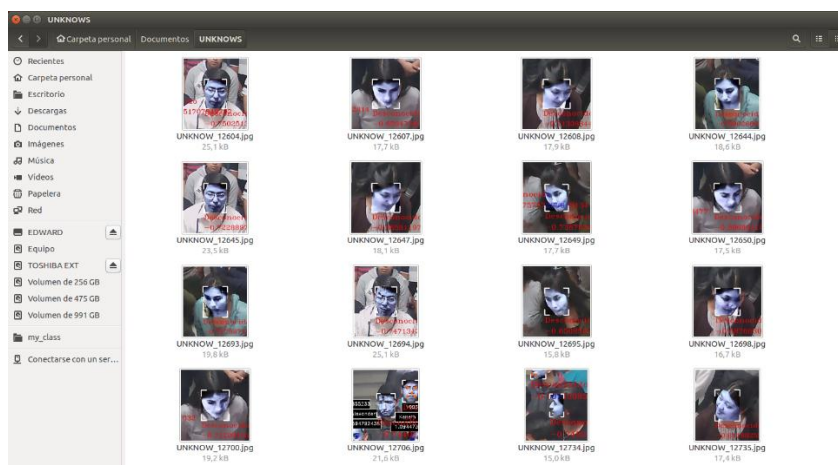 UNKNOWS
Carpeta personal Documentos UNKNOWS
Recientes
Carpeta personal
Escritorio
Descargas
Documentos
Imágenes
Música
Vídeos
Papelera
Red
EDWARD
Equipo
TOSHIBA EXT
Volumen de 256 GB
Volumen de 475 GB
Volumen de 991 GB
my_class
Conectarse con un ser...
UNKNOW_12604.jpg
25,1 kB
UNKNOW_12607.jpg
17,7 kB
UNKNOW_12608.jpg
17,9 kB
UNKNOW_12644.jpg
18,6 kB
UNKNOW_12645.jpg
23,5 kB
UNKNOW_12647.jpg
18,1 kB
UNKNOW_12649.jpg
17,7 kB
UNKNOW_12650.jpg
17,5 kB
UNKNOW_12693.jpg
19,8 kB
UNKNOW_12694.jpg
25,1 kB
UNKNOW_12695.jpg
15,8 kB
UNKNOW_12698.jpg
16,7 kB
UNKNOW_12700.jpg
19,2 kB
UNKNOW_12706.jpg
21,6 kB
UNKNOW_12734.jpg
15,0 kB
UNKNOW_12735.jpg
17,4 kB